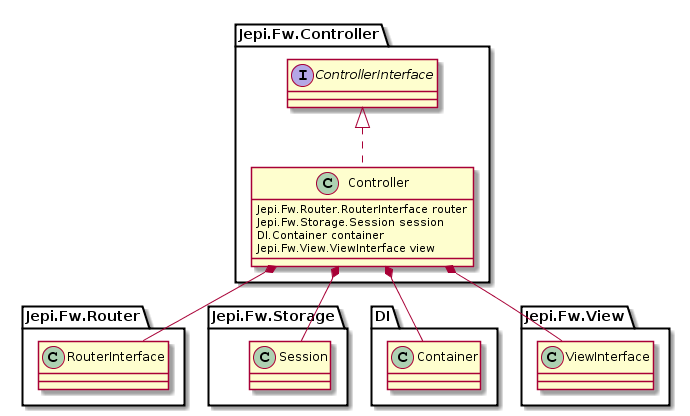 Jepi.Fw.Controller
I ControllerInterface
C Controller
Jepi.Fw.Router.RouterInterface router
Jepi.Fw.Storage.Session session
DI.Container container
Jepi.Fw.View.ViewInterface view
Jepi.Fw.Router
Jepi.Fw.Storage
DI
Jepi.Fw.View
C RouterInterface
C Session
C Container
C ViewInterface